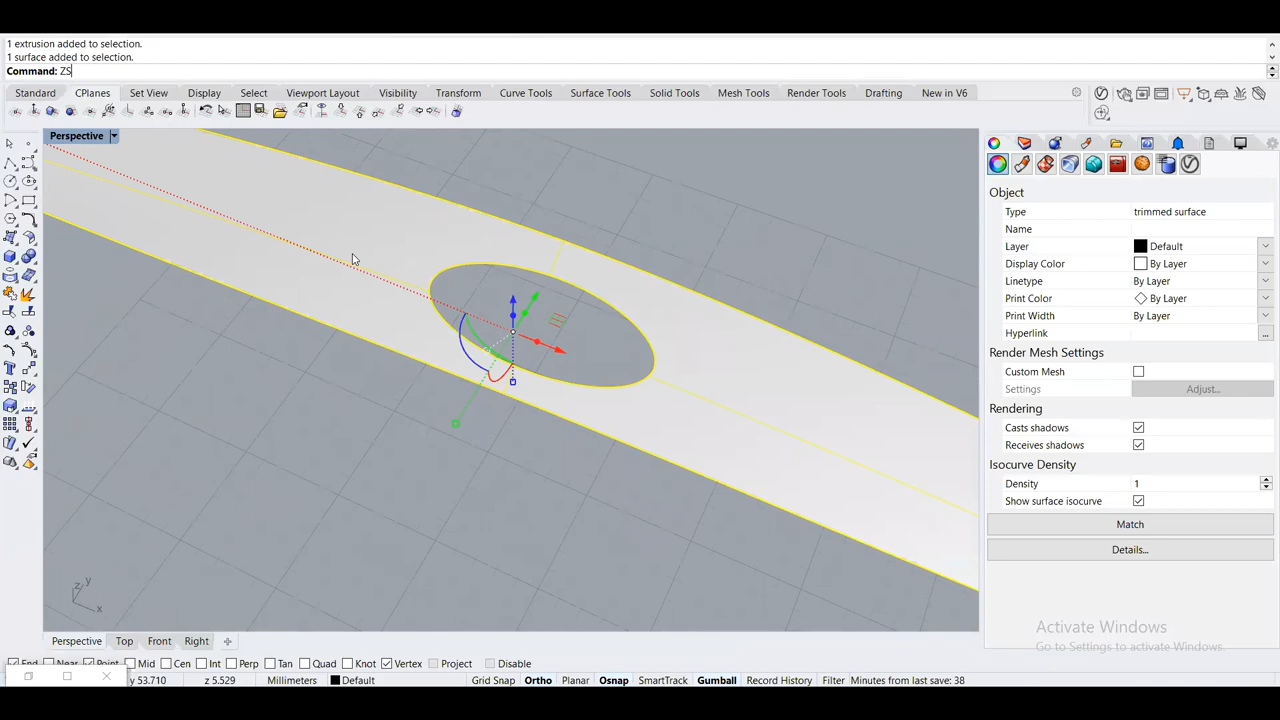 1 extrusion added to selection.
1 surface added to selection.
Command: ZS
Standard CPlanes Set View Display Select Viewport Layout Visibility Transform Curve Tools Surface Tools Solid Tools Mesh Tools Render Tools Drafting New in V6
Perspective
Object
Type trimmed surface
Name
Layer Default
Display Color By Layer
Linetype By Layer
Print Color By Layer
Print Width By Layer
Hyperlink ...
Render Mesh Settings
Custom Mesh
Settings Adjust...
Rendering
Casts shadows
Receives shadows
Isocurve Density
Density 1
Show surface isocurve
Match
Details...
z y
x
Activate Windows
Go to Settings to activate Windows.
Perspective Top Front Right
End Near Point Mid Cen Int Perp Tan Quad Knot Vertex Project Disable
y 53.710 z 5.529 Millimeters Default Grid Snap Ortho Planar Osnap SmartTrack Gumball Record History Filter Minutes from last save: 38